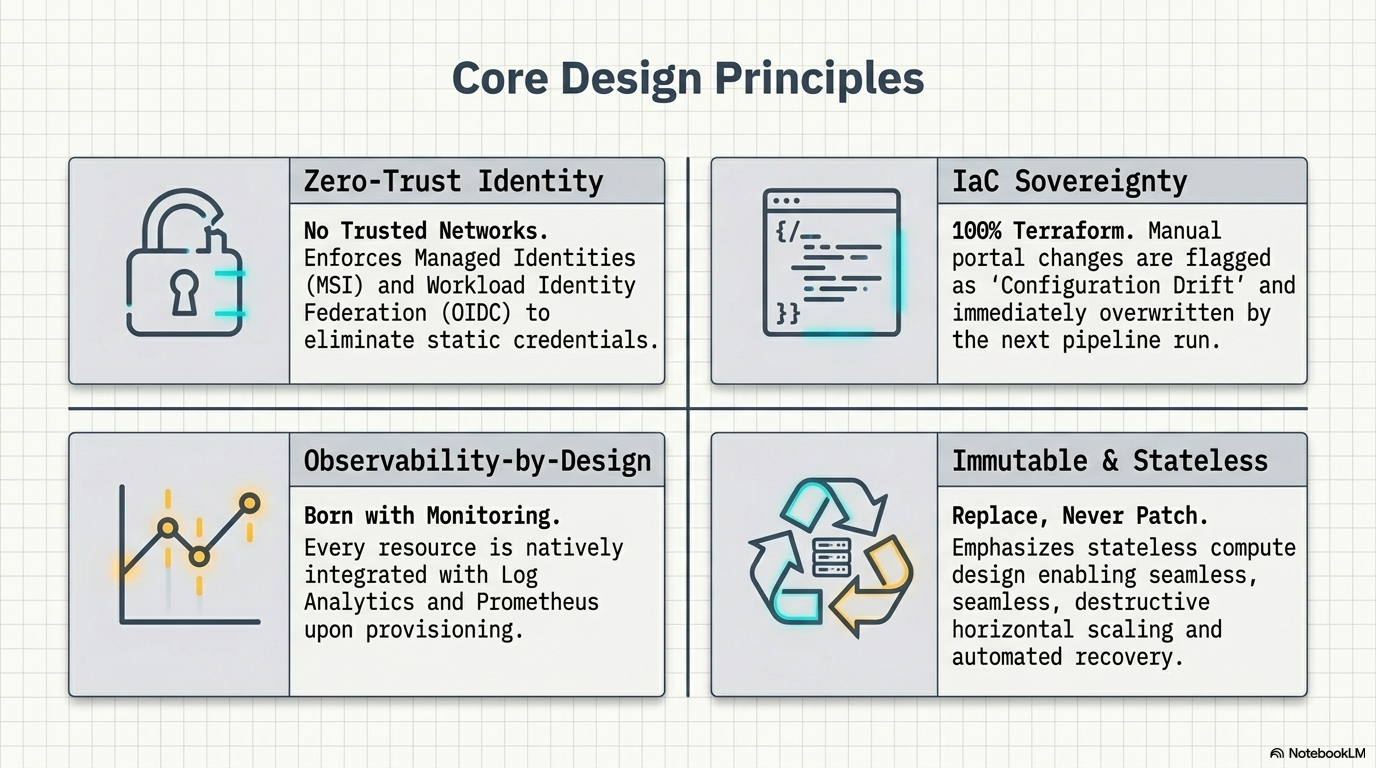 Core Design Principles
Zero-Trust Identity
No Trusted Networks.
Enforces Managed Identities
(MSI) and Workload Identity
Federation (OIDC) to
eliminate static credentials.
IaC Sovereignty
{/
}}
100% Terraform. Manual
portal changes are flagged
as ‘Configuration Drift’ and
immediately overwritten by
the next pipeline run.
Observability-by-Design
Born with Monitoring.
Every resource is natively
integrated with Log
Analytics and Prometheus
upon provisioning.
Immutable & Stateless
Replace, Never Patch.
Emphasizes stateless compute
design enabling seamless,
seamless, destructive
horizontal scaling and
automated recovery.
NotebookLM